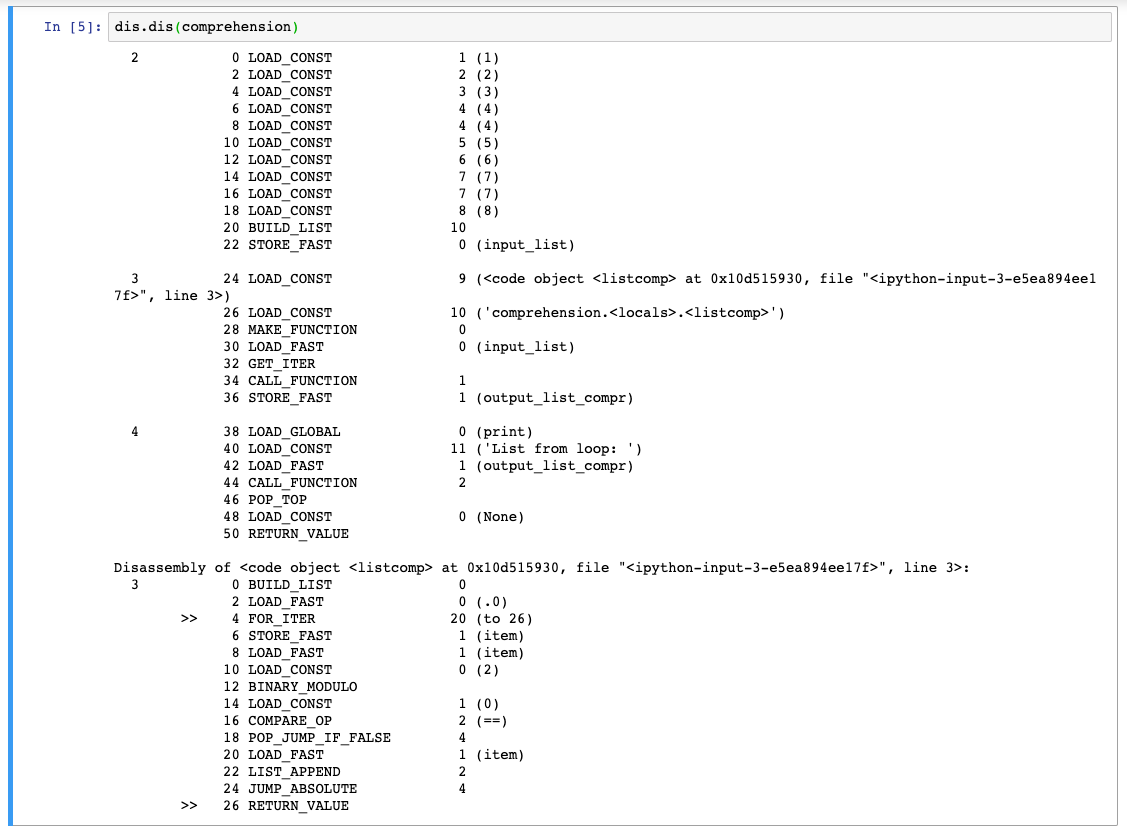 In [5]: dis.dis(comprehension)
2 0 LOAD_CONST 1 (1)
2 LOAD_CONST 2 (2)
4 LOAD_CONST 3 (3)
6 LOAD_CONST 4 (4)
8 LOAD_CONST 4 (4)
10 LOAD_CONST 5 (5)
12 LOAD_CONST 6 (6)
14 LOAD_CONST 7 (7)
16 LOAD_CONST 7 (7)
18 LOAD_CONST 8 (8)
20 BUILD_LIST 10
22 STORE_FAST 0 (input_list)
3 24 LOAD_CONST 9 (<code object <listcomp> at 0x10d515930, file "<ipython-input-3-e5ea894ee1
7f>", line 3>)
26 LOAD_CONST 10 ('comprehension.<locals>.<listcomp>')
28 MAKE_FUNCTION 0
30 LOAD_FAST 0 (input_list)
32 GET_ITER
34 CALL_FUNCTION 1
36 STORE_FAST 1 (output_list_compr)
4 38 LOAD_GLOBAL 0 (print)
40 LOAD_CONST 11 ('List from loop: ')
42 LOAD_FAST 1 (output_list_compr)
44 CALL_FUNCTION 2
46 POP_TOP
48 LOAD_CONST 0 (None)
50 RETURN_VALUE
Disassembly of <code object <listcomp> at 0x10d515930, file "<ipython-input-3-e5ea894ee17f>", line 3>:
3 0 BUILD_LIST 0
2 LOAD_FAST 0 (.0)
>> 4 FOR_ITER 20 (to 26)
6 STORE_FAST 1 (item)
8 LOAD_FAST 1 (item)
10 LOAD_CONST 0 (2)
12 BINARY_MODULO
14 LOAD_CONST 1 (0)
16 COMPARE_OP 2 (==)
18 POP_JUMP_IF_FALSE 4
20 LOAD_FAST 1 (item)
22 LIST_APPEND 2
24 JUMP_ABSOLUTE 4
>> 26 RETURN_VALUE